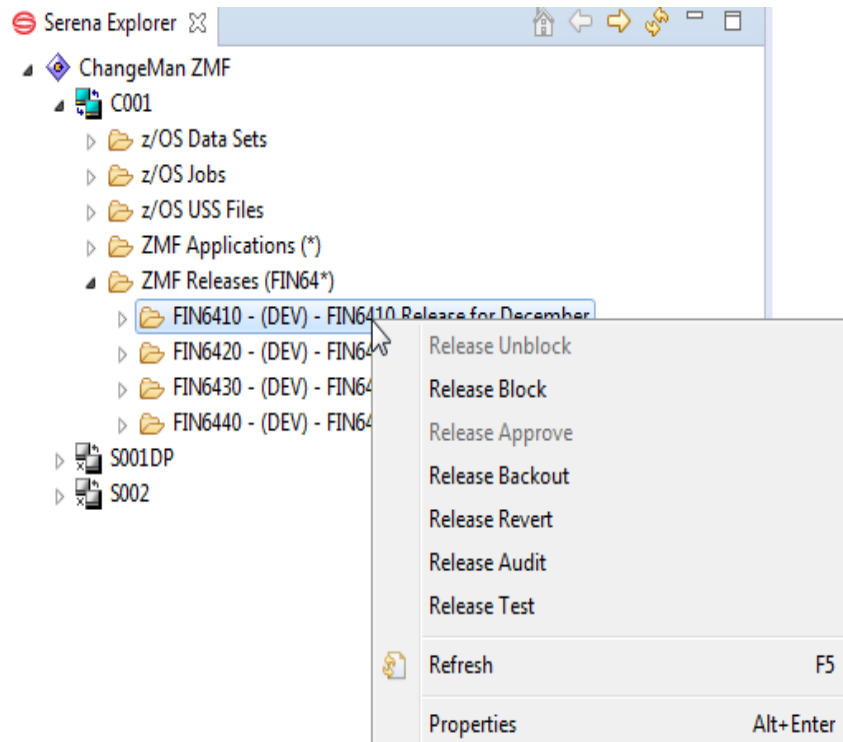 Serena Explorer
ChangeMan ZMF
C001
z/OS Data Sets
z/OS Jobs
z/OS USS Files
ZMF Applications (*)
ZMF Releases (FIN64*)
FIN6410 - (DEV) - FIN6410 Release for December
FIN6420 - (DEV) - FIN64
FIN6430 - (DEV) - FIN64
FIN6440 - (DEV) - FIN64
S001DP
S002
Release Unblock
Release Block
Release Approve
Release Backout
Release Revert
Release Audit
Release Test
Refresh F5
Properties Alt+Enter